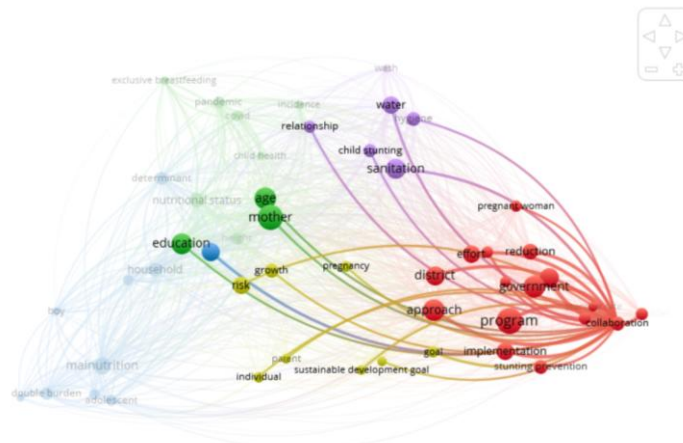 wash
exclusive breastfeeding
pandemic
covid
incidence
water
hygiene
relationship
child stunting
child health
sanitation
determinant
nutritional status
age
mother
pregnant woman
education
effort
reduction
household
growth
pregnancy
district
risk
government
boy
approach
program
collaboration
goal
implementation
parent
malnutrition
sustainable development goal
stunting prevention
individual
double burden
adolescent